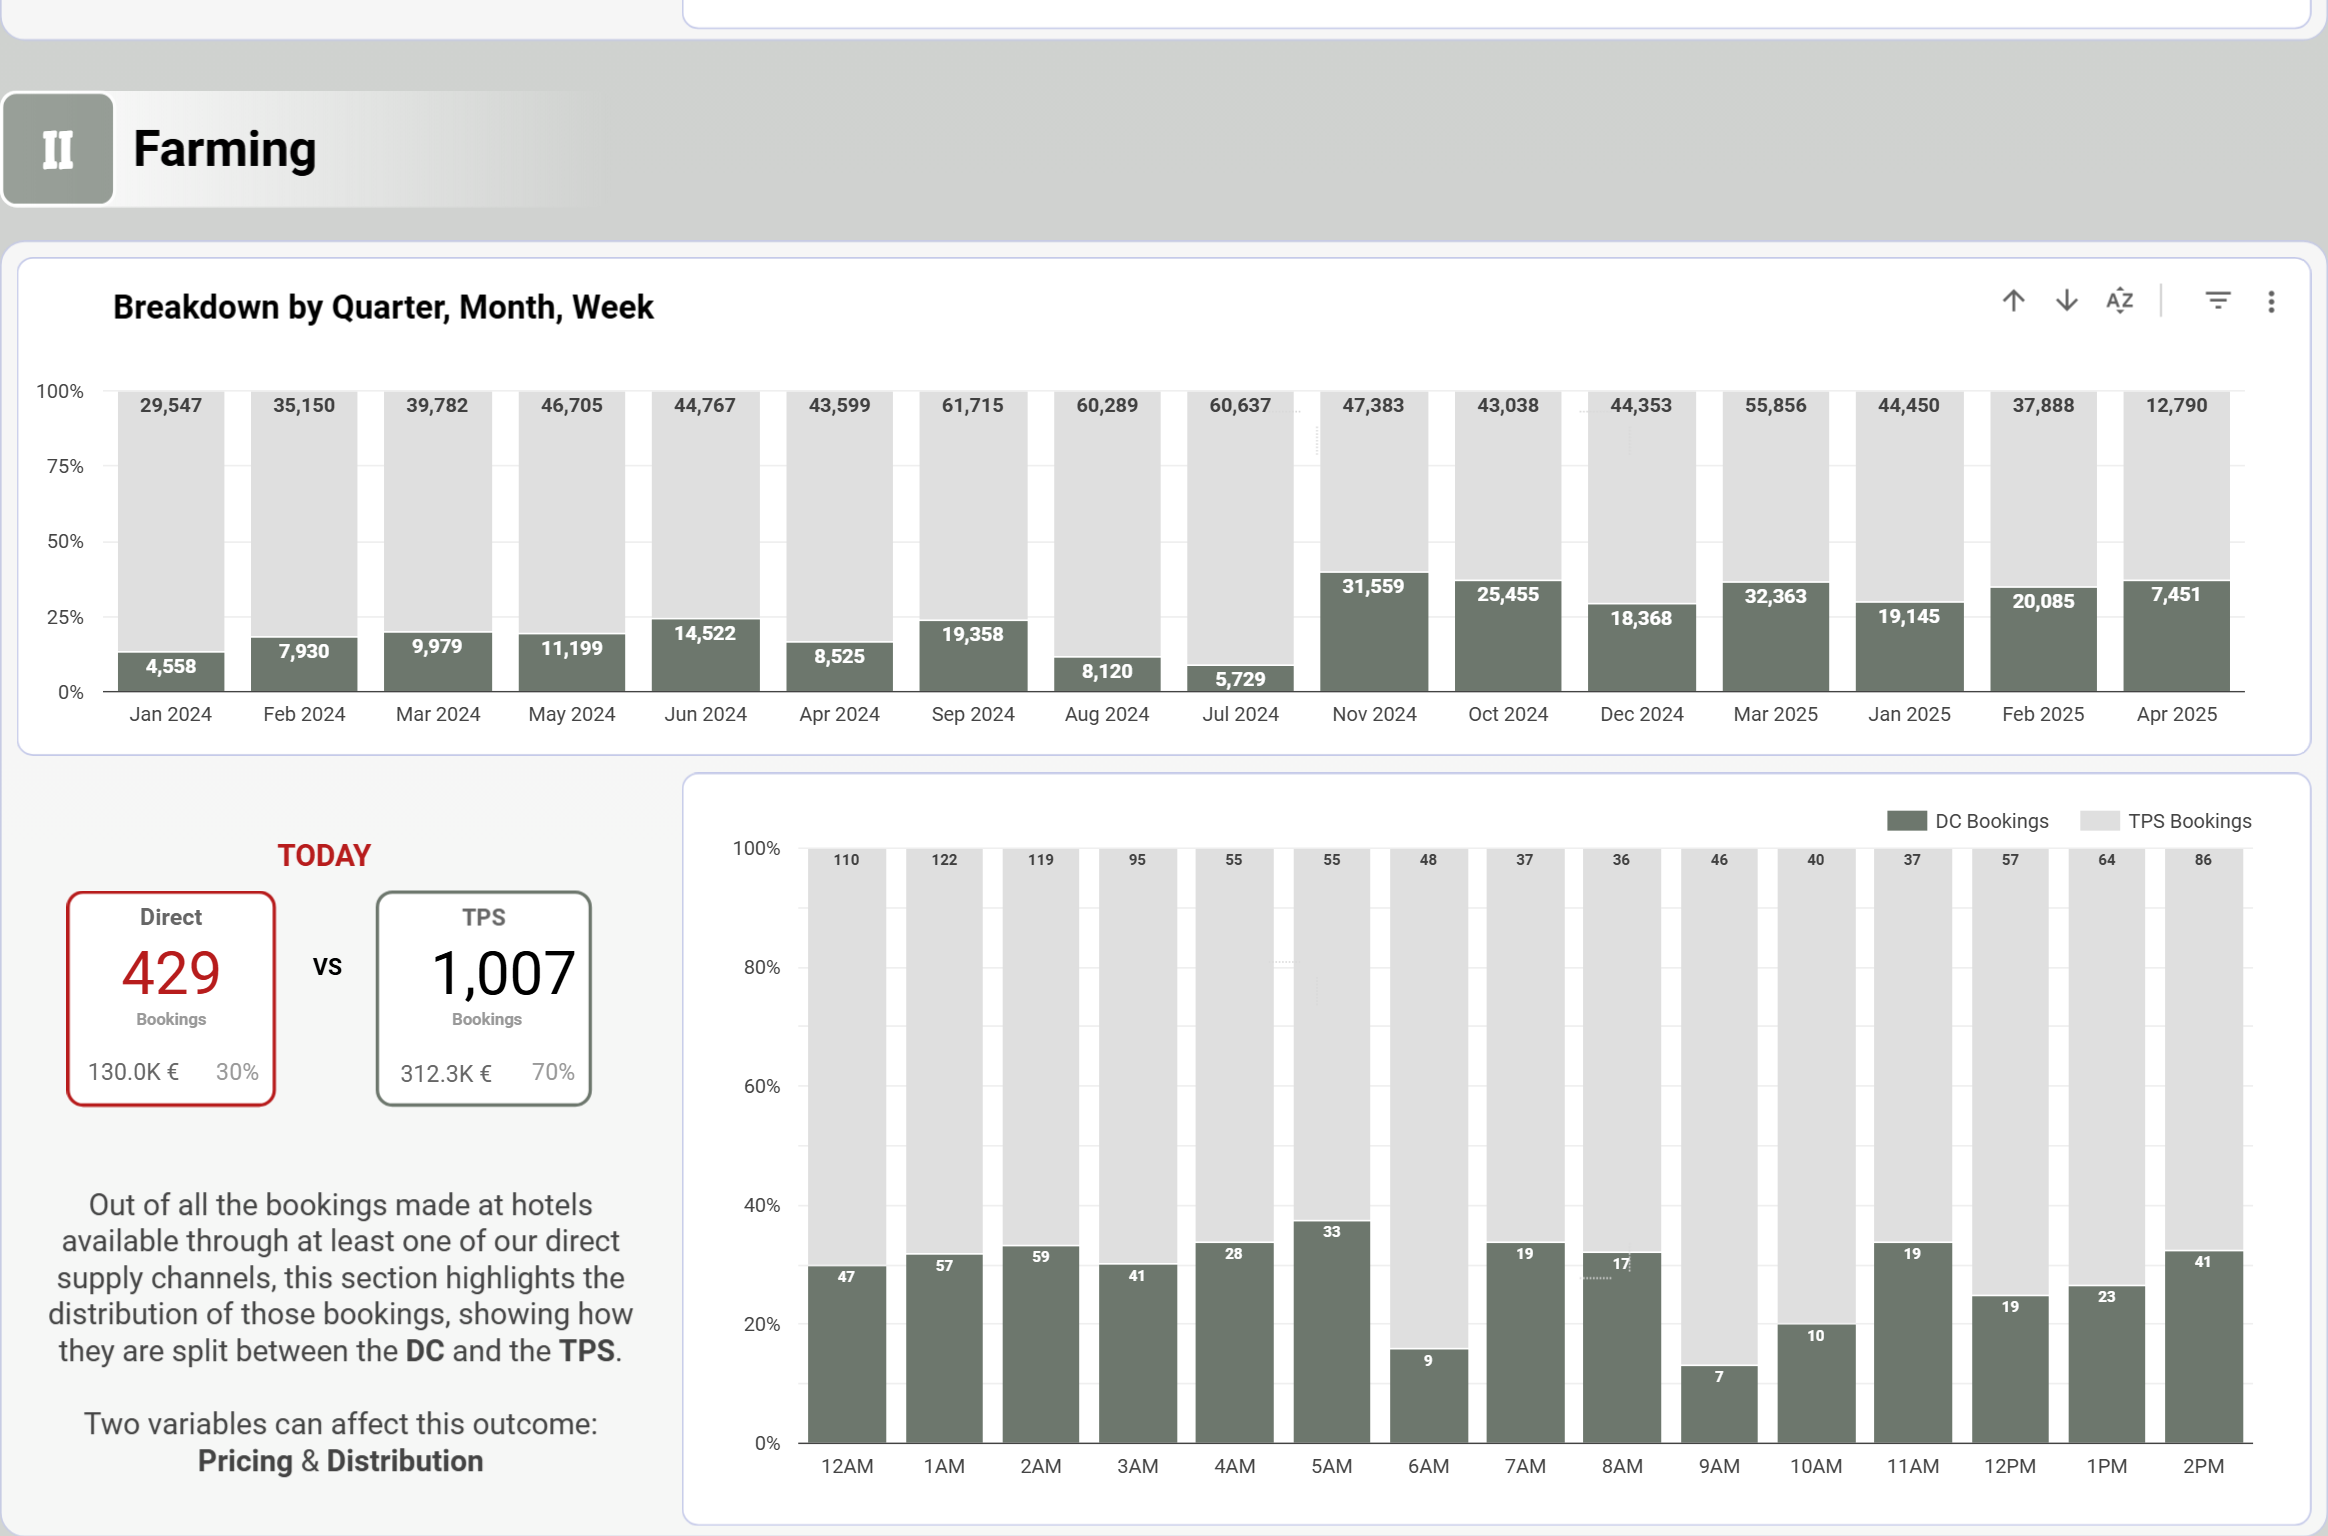 II
Farming
Breakdown by Quarter, Month, Week
AZ
100%
75%
50%
25%
0%
29,547 35,150 39,782 46,705 44,767 43,599 61,715 60,289 60,637 47,383 43,038 44,353 55,856 44,450 37,888 12,790
4,558 7,930 9,979 11,199 14,522 8,525 19,358 8,120 5,729 31,559 25,455 18,368 32,363 19,145 20,085 7,451
Jan 2024 Feb 2024 Mar 2024 May 2024 Jun 2024 Apr 2024 Sep 2024 Aug 2024 Jul 2024 Nov 2024 Oct 2024 Dec 2024 Mar 2025 Jan 2025 Feb 2025 Apr 2025
TODAY
Direct
429
Bookings
130.0K € 30%
VS
TPS
1,007
Bookings
312.3K € 70%
Out of all the bookings made at hotels
available through at least one of our direct
supply channels, this section highlights the
distribution of those bookings, showing how
they are split between the DC and the TPS.
Two variables can affect this outcome:
Pricing & Distribution
DC Bookings TPS Bookings
100%
80%
60%
40%
20%
0%
110 122 119 95 55 55 48 37 36 46 40 37 57 64 86
47 57 59 41 28 33 9 19 17 7 10 19 19 23 41
12AM 1AM 2AM 3AM 4AM 5AM 6AM 7AM 8AM 9AM 10AM 11AM 12PM 1PM 2PM